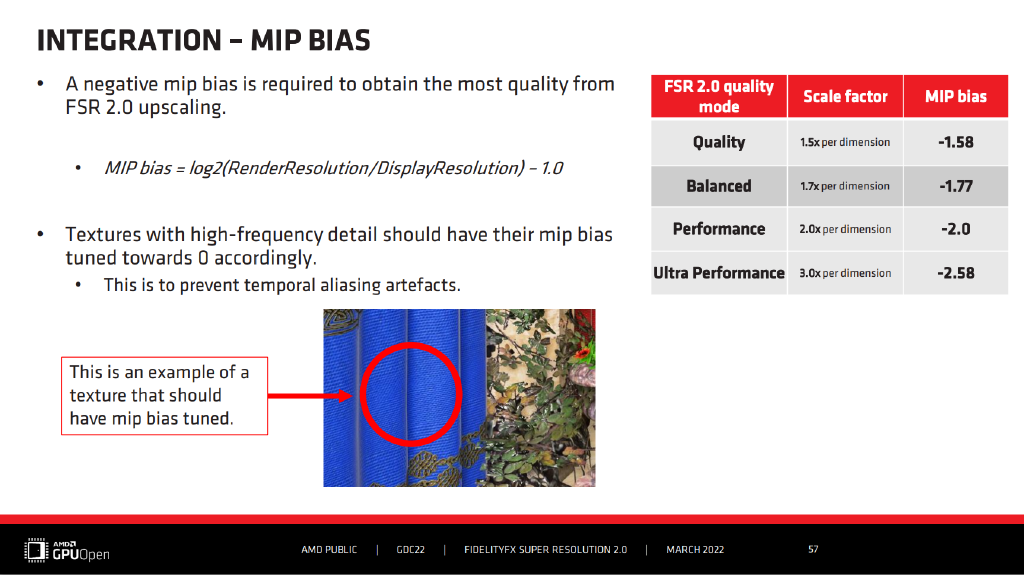 INTEGRATION – MIP BIAS
• A negative mip bias is required to obtain the most quality from
FSR 2.0 upscaling.
• MIP bias = log2(RenderResolution/DisplayResolution) – 1.0
• Textures with high-frequency detail should have their mip bias
tuned towards 0 accordingly.
• This is to prevent temporal aliasing artefacts.
This is an example of a
texture that should
have mip bias tuned.
FSR 2.0 quality
mode
Scale factor
MIP bias
Quality 1.5x per dimension -1.58
Balanced 1.7x per dimension -1.77
Performance 2.0x per dimension -2.0
Ultra Performance 3.0x per dimension -2.58
AMD
GPUOpen
AMD PUBLIC | GDC22 | FIDELITYFX SUPER RESOLUTION 2.0 | MARCH 2022 57